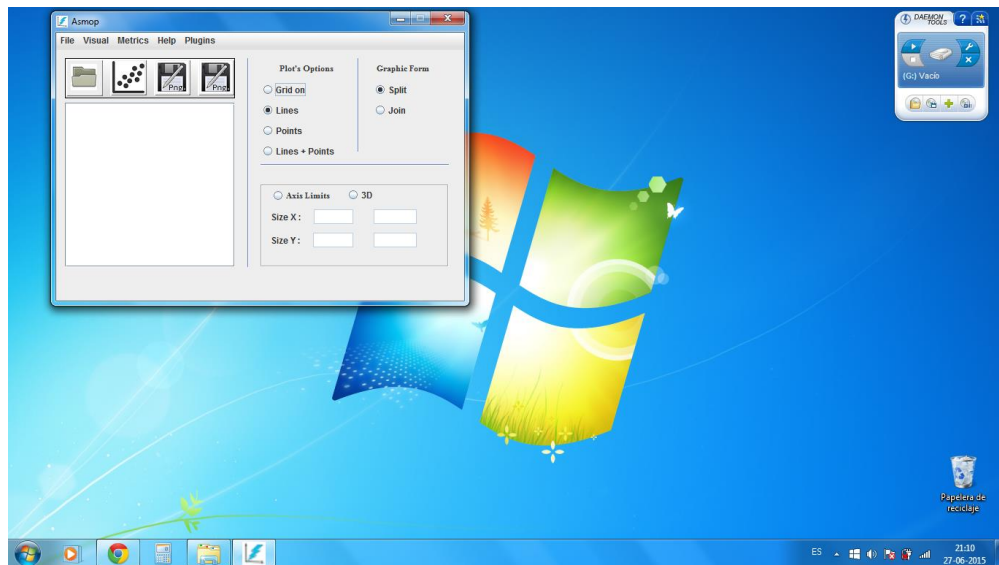 Asmop
File Visual Metrics Help Plugins
Png
Png
Plot's Options
Grid on
Lines
Points
Lines + Points
Graphic Form
Split
Join
Axis Limits
3D
Size X :
Size Y :
DAEMON
TOOLS
?
(G:) Vacío
Papelera de
reciclaje
ES
21:10
27-06-2015